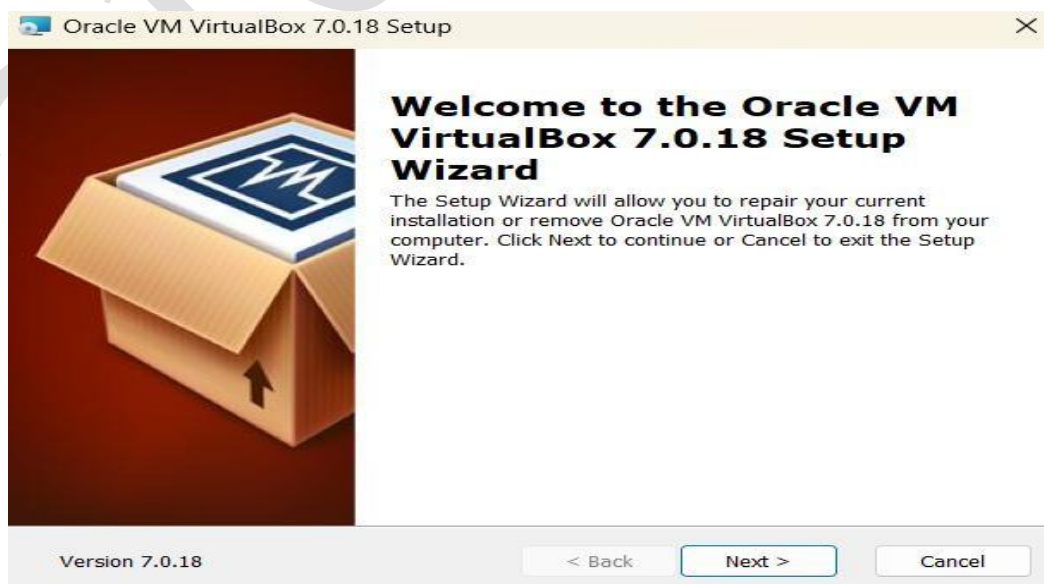 Oracle VM VirtualBox 7.0.18 Setup
Welcome to the Oracle VM
VirtualBox 7.0.18 Setup
Wizard
The Setup Wizard will allow you to repair your current
installation or remove Oracle VM VirtualBox 7.0.18 from your
computer. Click Next to continue or Cancel to exit the Setup
Wizard.
Version 7.0.18
< Back
Next >
Cancel